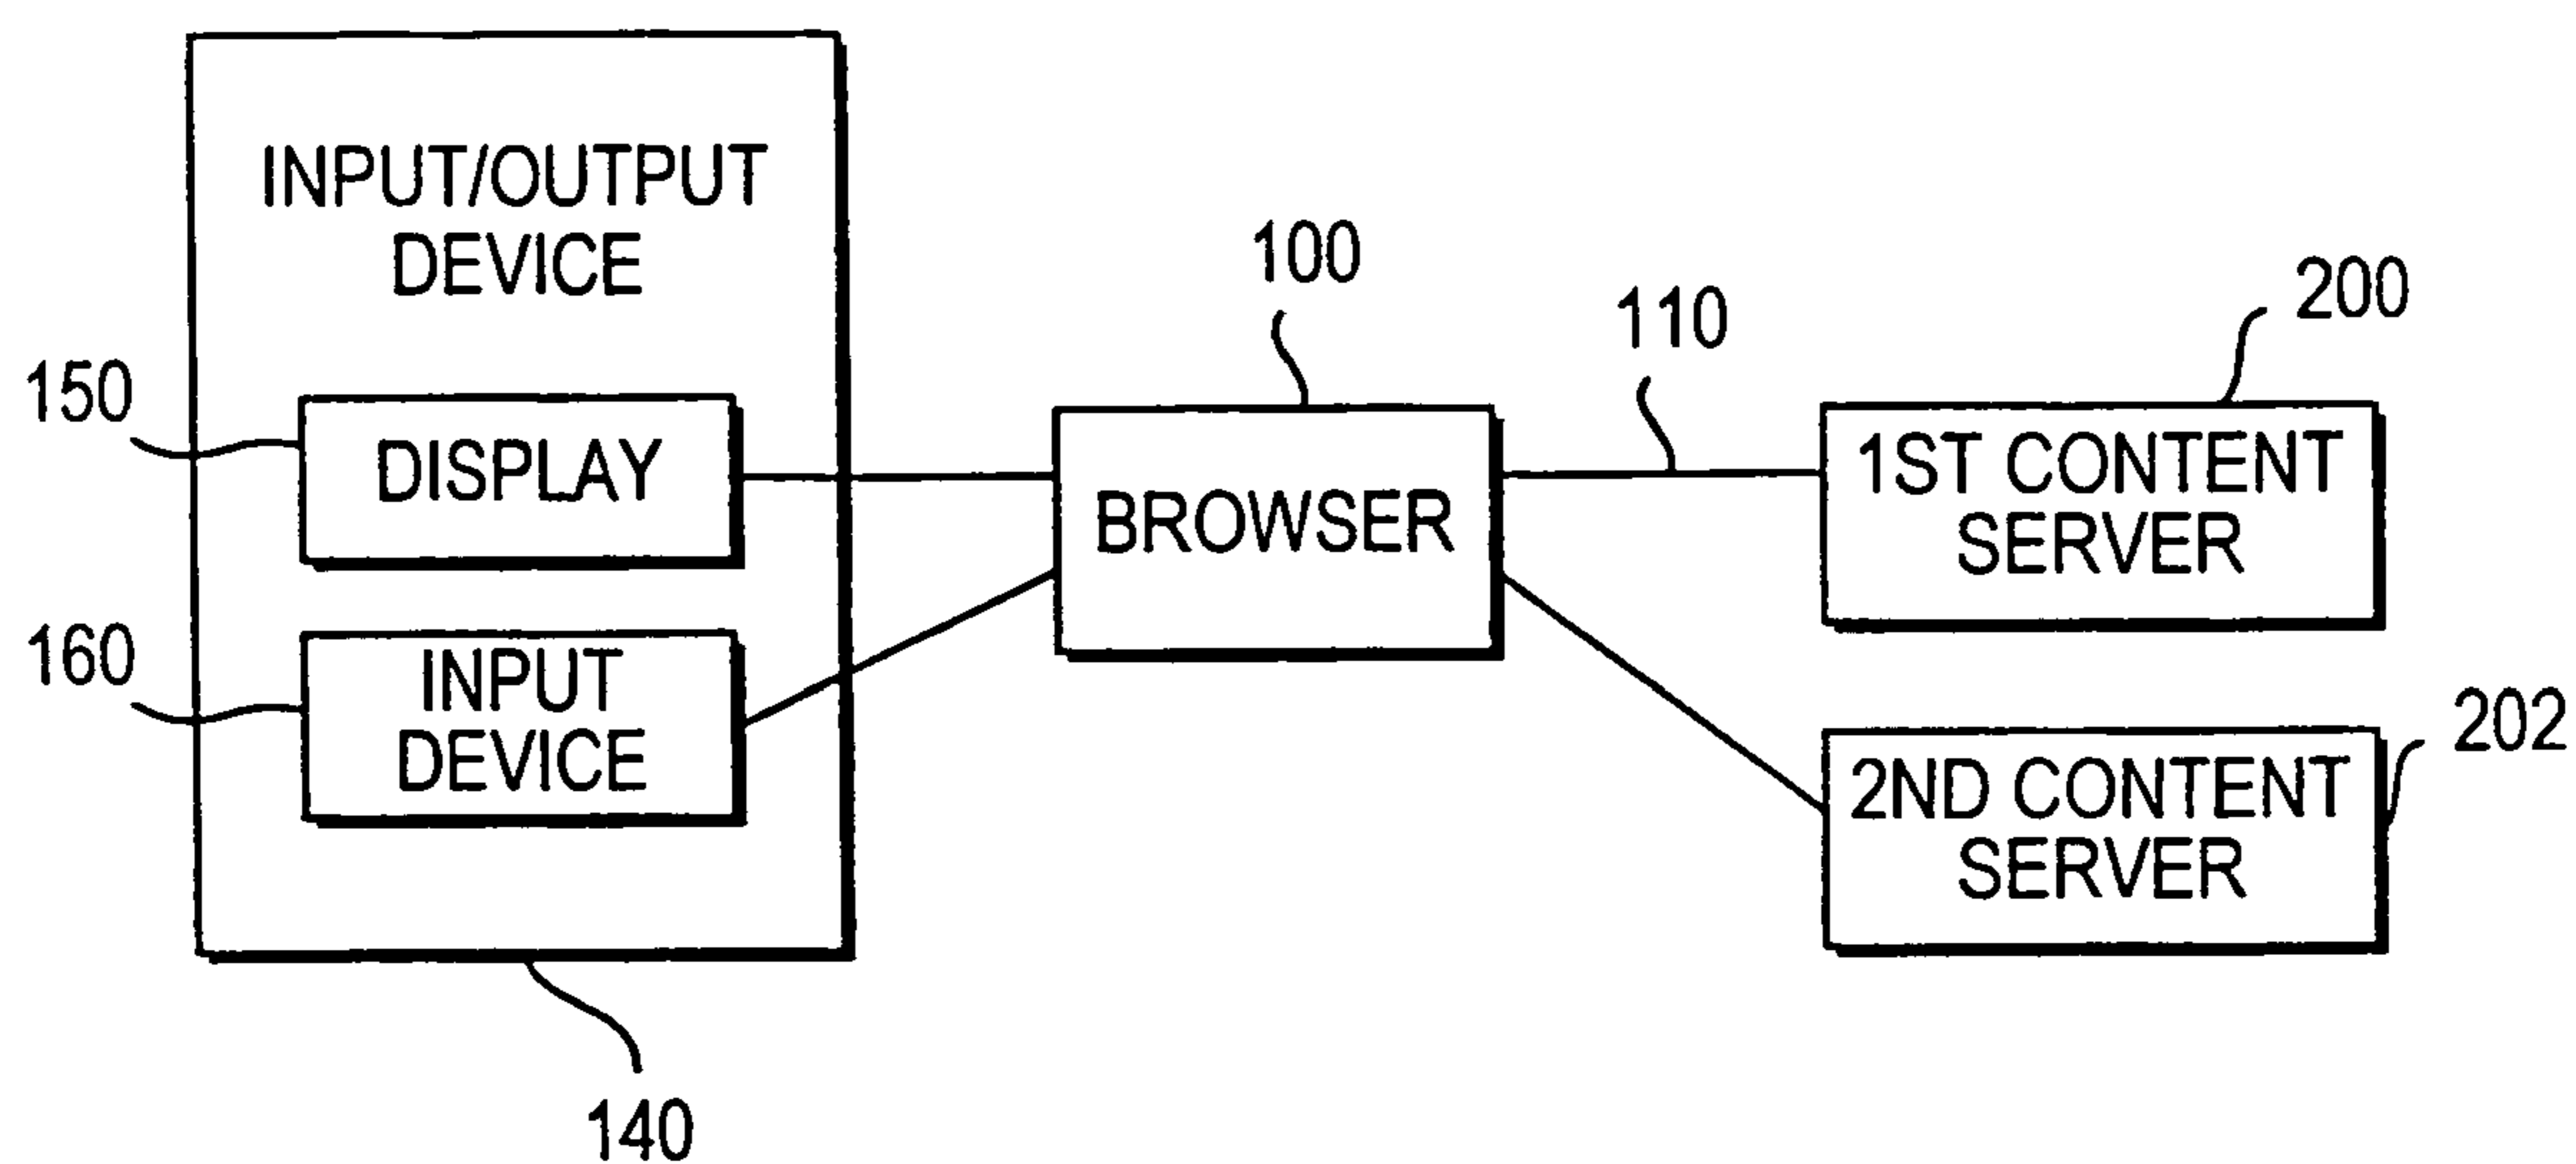 INPUT/OUTPUT
DEVICE
150
DISPLAY
160
INPUT
DEVICE
140
100
BROWSER
110
200
1ST CONTENT
SERVER
202
2ND CONTENT
SERVER